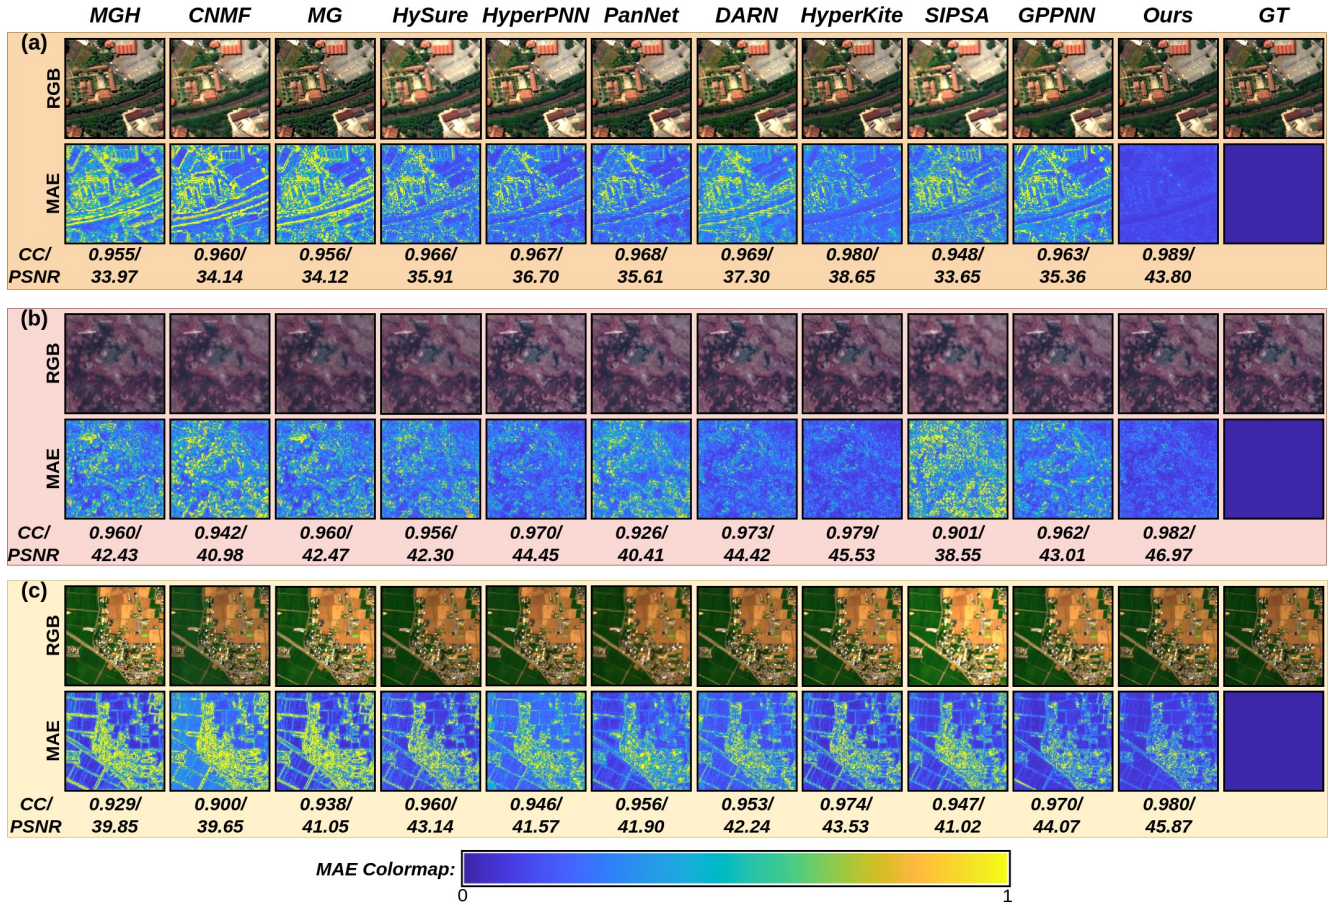 MGH CNMF MG HySure HyperPNN PanNet DARN HyperKite SIPSA GPPNN Ours GT
(a)
RGB
MAE
CC/ 0.955/ 0.960/ 0.956/ 0.966/ 0.967/ 0.968/ 0.969/ 0.980/ 0.948/ 0.963/ 0.989/
PSNR 33.97 34.14 34.12 35.91 36.70 35.61 37.30 38.65 33.65 35.36 43.80
(b)
RGB
MAE
CC/ 0.960/ 0.942/ 0.960/ 0.956/ 0.970/ 0.926/ 0.973/ 0.979/ 0.901/ 0.962/ 0.982/
PSNR 42.43 40.98 42.47 42.30 44.45 40.41 44.42 45.53 38.55 43.01 46.97
(c)
RGB
MAE
CC/ 0.929/ 0.900/ 0.938/ 0.960/ 0.946/ 0.956/ 0.953/ 0.974/ 0.947/ 0.970/ 0.980/
PSNR 39.85 39.65 41.05 43.14 41.57 41.90 42.24 43.53 41.02 44.07 45.87
MAE Colormap:
0 1